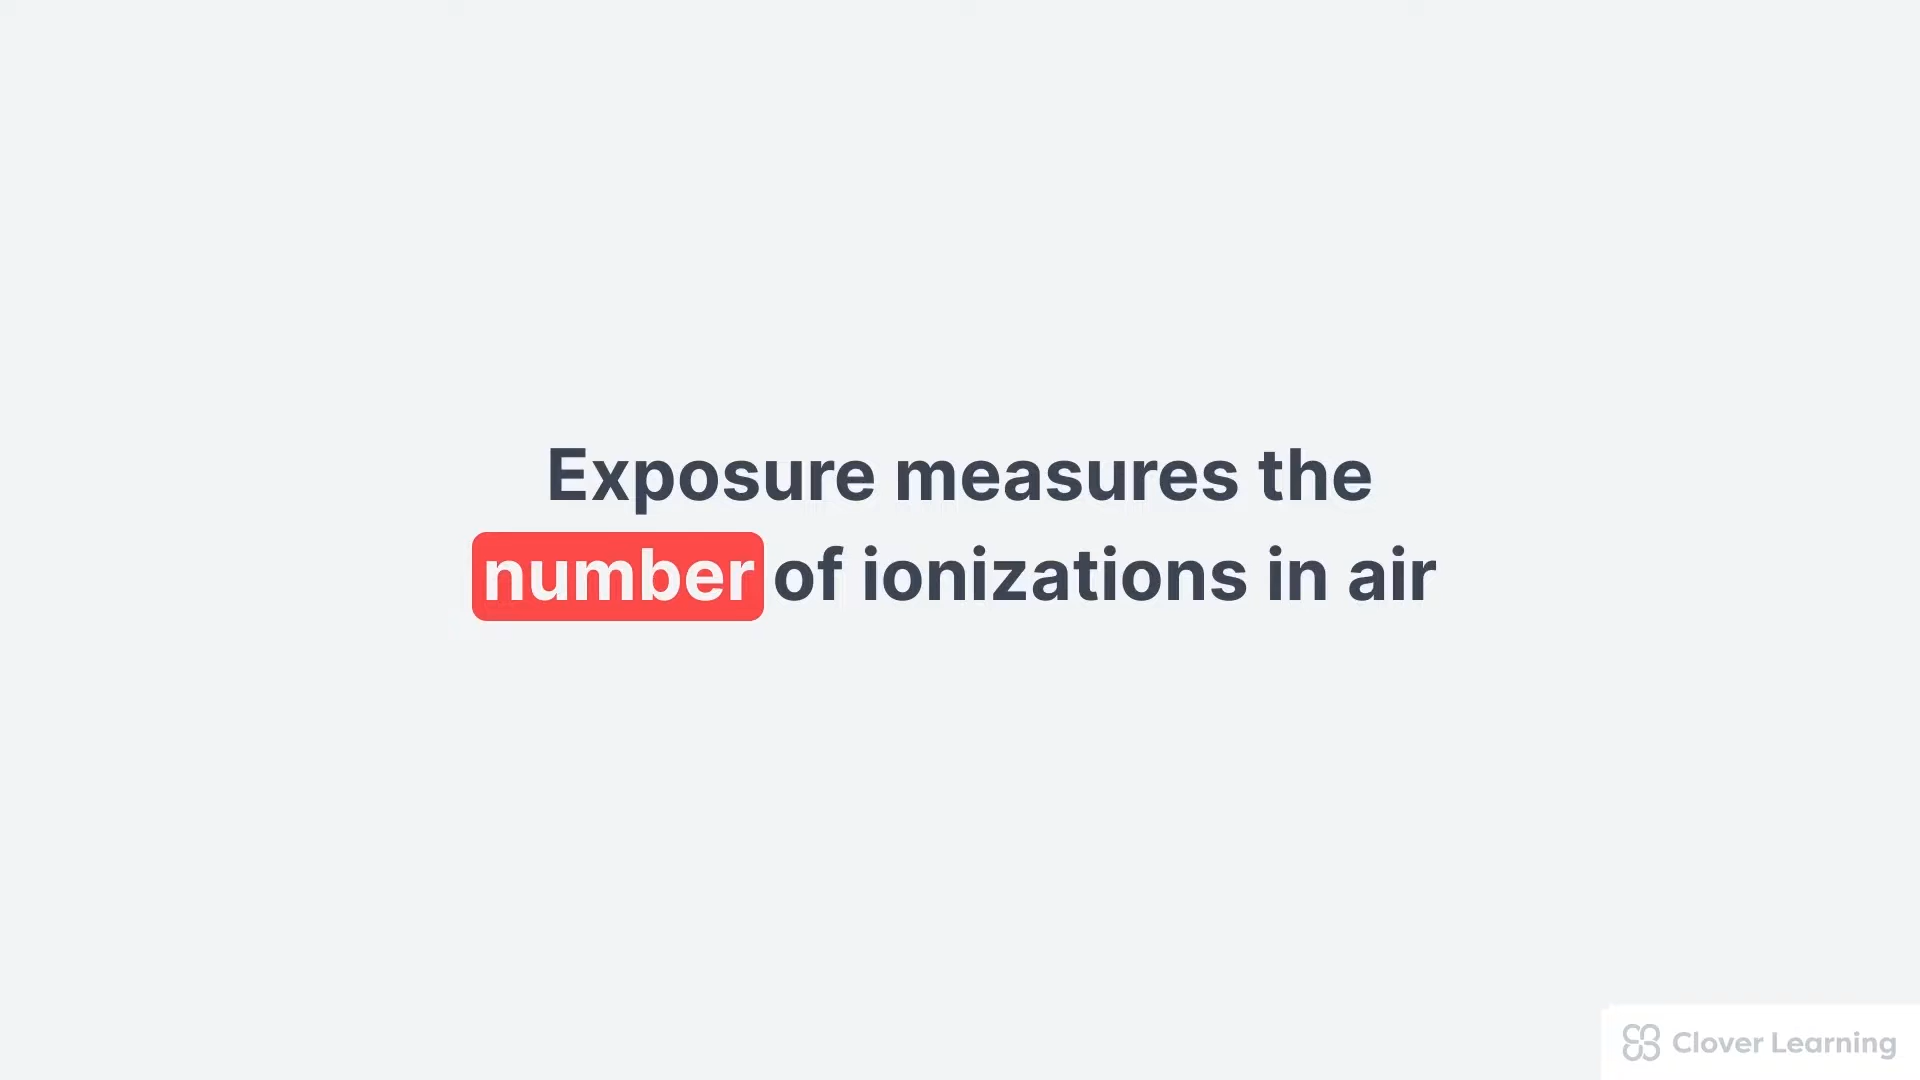 Exposure measures the
number of ionizations in air
Clover Learning